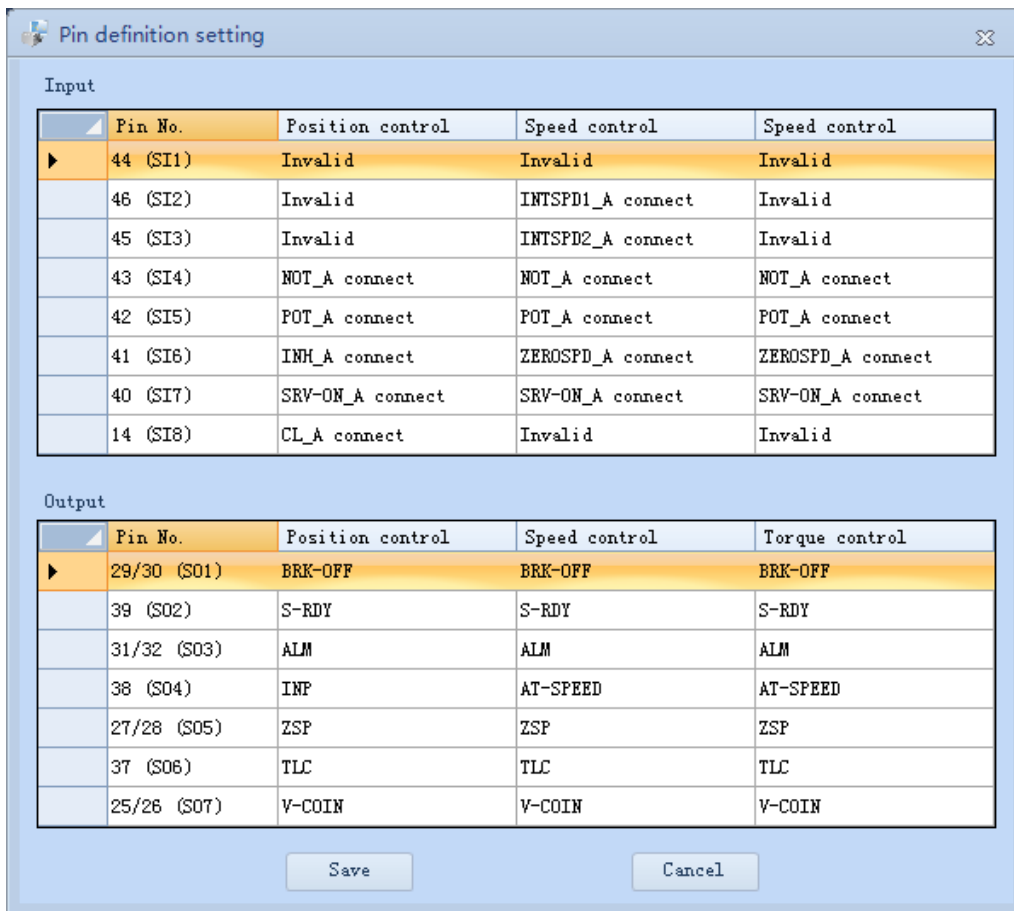 Pin definition setting
Input
Pin No. Position control Speed control Speed control
44 (SI1) Invalid Invalid Invalid
46 (SI2) Invalid INTSPD1_A connect Invalid
45 (SI3) Invalid INTSPD2_A connect Invalid
43 (SI4) NOT_A connect NOT_A connect NOT_A connect
42 (SI5) POT_A connect POT_A connect POT_A connect
41 (SI6) INH_A connect ZEROSPD_A connect ZEROSPD_A connect
40 (SI7) SRV-ON_A connect SRV-ON_A connect SRV-ON_A connect
14 (SI8) CL_A connect Invalid Invalid
Output
Pin No. Position control Speed control Torque control
29/30 (SO1) BRK-OFF BRK-OFF BRK-OFF
39 (SO2) S-RDY S-RDY S-RDY
31/32 (SO3) ALM ALM ALM
38 (SO4) INP AT-SPEED AT-SPEED
27/28 (SO5) ZSP ZSP ZSP
37 (SO6) TLC TLC TLC
25/26 (SO7) V-COIN V-COIN V-COIN
Save Cancel